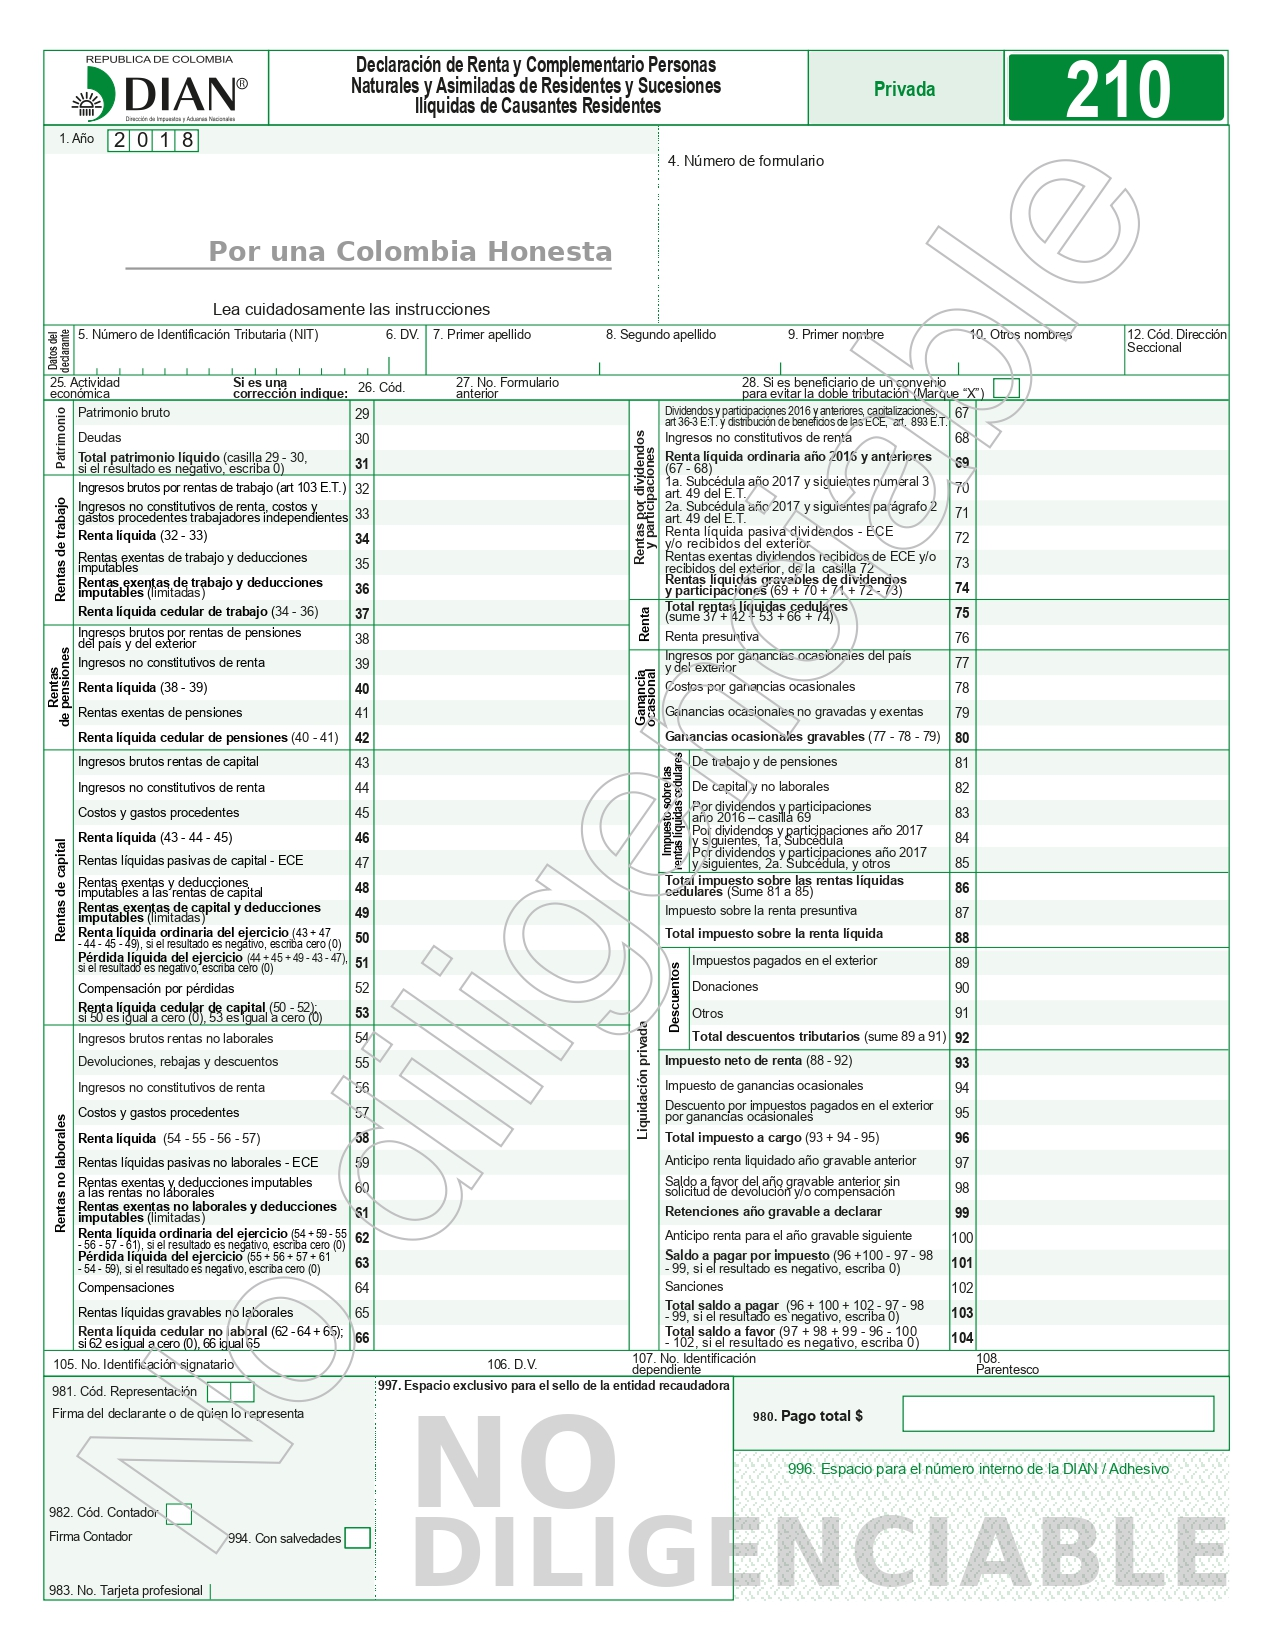 REPUBLICA DE COLOMBIA
DIAN®
Dirección de Impuestos y Aduanas Nacionales
Declaración de Renta y Complementario Personas
Naturales y Asimiladas de Residentes y Sucesiones
Ilíquidas de Causantes Residentes
Privada
210
1. Año 2 0 1 8
4. Número de formulario
Por una Colombia Honesta
Lea cuidadosamente las instrucciones
Datos del
declarante
5. Número de Identificación Tributaria (NIT)
6. DV.
7. Primer apellido
8. Segundo apellido
9. Primer nombre
10. Otros nombres
12. Cód. Dirección
Seccional
25. Actividad
económica
Si es una
corrección indique:
26. Cód.
27. No. Formulario
anterior
28. Si es beneficiario de un convenio
para evitar la doble tributación (Marque “X”)
Patrimonio
Patrimonio bruto 29
Deudas 30
Total patrimonio líquido (casilla 29 - 30,
si el resultado es negativo, escriba 0) 31
Rentas de trabajo
Ingresos brutos por rentas de trabajo (art 103 E.T.) 32
Ingresos no constitutivos de renta, costos y
gastos procedentes trabajadores independientes 33
Renta líquida (32 - 33) 34
Rentas exentas de trabajo y deducciones
imputables 35
Rentas exentas de trabajo y deducciones
imputables (limitadas) 36
Renta líquida cedular de trabajo (34 - 36) 37
Rentas
de pensiones
Ingresos brutos por rentas de pensiones
del país y del exterior 38
Ingresos no constitutivos de renta 39
Renta líquida (38 - 39) 40
Rentas exentas de pensiones 41
Renta líquida cedular de pensiones (40 - 41) 42
Rentas de capital
Ingresos brutos rentas de capital 43
Ingresos no constitutivos de renta 44
Costos y gastos procedentes 45
Renta líquida (43 - 44 - 45) 46
Rentas líquidas pasivas de capital - ECE 47
Rentas exentas y deducciones
imputables a las rentas de capital 48
Rentas exentas de capital y deducciones
imputables (limitadas) 49
Renta líquida ordinaria del ejercicio (43 + 47
- 44 - 45 - 49), si el resultado es negativo, escriba cero (0) 50
Pérdida líquida del ejercicio (44 + 45 + 49 - 43 - 47),
si el resultado es negativo, escriba cero (0) 51
Compensación por pérdidas 52
Renta líquida cedular de capital (50 - 52);
si 50 es igual a cero (0), 53 es igual a cero (0) 53
Rentas no laborales
Ingresos brutos rentas no laborales 54
Devoluciones, rebajas y descuentos 55
Ingresos no constitutivos de renta 56
Costos y gastos procedentes 57
Renta líquida (54 - 55 - 56 - 57) 58
Rentas líquidas pasivas no laborales - ECE 59
Rentas exentas y deducciones imputables
a las rentas no laborales 60
Rentas exentas no laborales y deducciones
imputables (limitadas) 61
Renta líquida ordinaria del ejercicio (54 + 59 - 55
- 56 - 57 - 61), si el resultado es negativo, escriba cero (0) 62
Pérdida líquida del ejercicio (55 + 56 + 57 + 61
- 54 - 59), si el resultado es negativo, escriba cero (0) 63
Compensaciones 64
Rentas líquidas gravables no laborales 65
Renta líquida cedular no laboral (62 - 64 + 65);
si 62 es igual a cero (0), 66 igual 65 66
Rentas por dividendos
y participaciones
Dividendos y participaciones 2016 y anteriores, capitalizaciones,
art 36-3 E.T. y distribución de beneficios de las ECE, art. 893 E.T. 67
Ingresos no constitutivos de renta 68
Renta líquida ordinaria año 2016 y anteriores
(67 - 68) 69
1a. Subcédula año 2017 y siguientes numeral 3
art. 49 del E.T. 70
2a. Subcédula año 2017 y siguientes parágrafo 2
art. 49 del E.T. 71
Renta líquida pasiva dividendos - ECE
y/o recibidos del exterior 72
Rentas exentas dividendos recibidos de ECE y/o
recibidos del exterior, de la casilla 72 73
Rentas líquidas gravables de dividendos
y participaciones (69 + 70 + 71 + 72 - 73) 74
Renta
Total rentas líquidas cedulares
(sume 37 + 42 + 53 + 66 + 74) 75
Renta presuntiva 76
Ganancia
ocasional
Ingresos por ganancias ocasionales del país
y del exterior 77
Costos por ganancias ocasionales 78
Ganancias ocasionales no gravadas y exentas 79
Ganancias ocasionales gravables (77 - 78 - 79) 80
Liquidación privada
Impuesto sobre las
rentas líquidas cedulares
De trabajo y de pensiones 81
De capital y no laborales 82
Por dividendos y participaciones
año 2016 – casilla 69 83
Por dividendos y participaciones año 2017
y siguientes, 1a, Subcédula 84
Por dividendos y participaciones año 2017
y siguientes, 2a. Subcédula, y otros 85
Total impuesto sobre las rentas líquidas
cedulares (Sume 81 a 85) 86
Impuesto sobre la renta presuntiva 87
Total impuesto sobre la renta líquida 88
Descuentos
Impuestos pagados en el exterior 89
Donaciones 90
Otros 91
Total descuentos tributarios (sume 89 a 91) 92
Impuesto neto de renta (88 - 92) 93
Impuesto de ganancias ocasionales 94
Descuento por impuestos pagados en el exterior
por ganancias ocasionales 95
Total impuesto a cargo (93 + 94 - 95) 96
Anticipo renta liquidado año gravable anterior 97
Saldo a favor del año gravable anterior sin
solicitud de devolución y/o compensación 98
Retenciones año gravable a declarar 99
Anticipo renta para el año gravable siguiente 100
Saldo a pagar por impuesto (96 +100 - 97 - 98
- 99, si el resultado es negativo, escriba 0) 101
Sanciones 102
Total saldo a pagar (96 + 100 + 102 - 97 - 98
- 99, si el resultado es negativo, escriba 0) 103
Total saldo a favor (97 + 98 + 99 - 96 - 100
- 102, si el resultado es negativo, escriba 0) 104
105. No. Identificación signatario
106. D.V.
107. No. Identificación
dependiente
108.
Parentesco
981. Cód. Representación
Firma del declarante o de quien lo representa
982. Cód. Contador
Firma Contador
994. Con salvedades
983. No. Tarjeta profesional
997. Espacio exclusivo para el sello de la entidad recaudadora
980. Pago total $
996. Espacio para el número interno de la DIAN / Adhesivo
NO
DILIGENCIABLE
No diligenciable